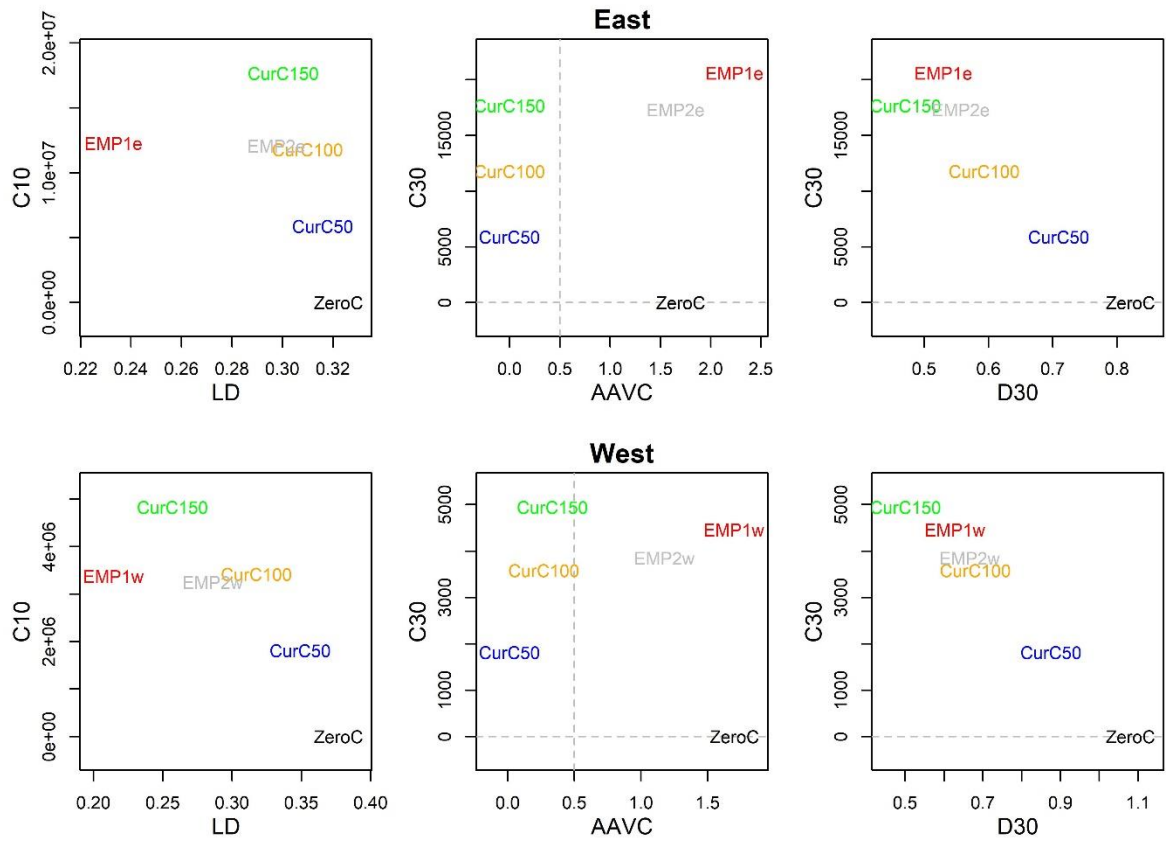 East
C10
0.0e+00 1.0e+07 2.0e+07
CurC150
EMP1e
EMP2e
CurC100
CurC50
ZeroC
0.22 0.24 0.26 0.28 0.30 0.32
LD
C30
0 5000 15000
EMP1e
CurC150
EMP2e
CurC100
CurC50
ZeroC
0.0 0.5 1.0 1.5 2.0 2.5
AAVC
C30
0 5000 15000
EMP1e
CurC150
EMP2e
CurC100
CurC50
ZeroC
0.5 0.6 0.7 0.8
D30
West
C10
0e+00 2e+06 4e+06
CurC150
EMP1w
EMP2w
CurC100
CurC50
ZeroC
0.20 0.25 0.30 0.35 0.40
LD
C30
0 1000 3000 5000
CurC150
EMP1w
EMP2w
CurC100
CurC50
ZeroC
0.0 0.5 1.0 1.5
AAVC
C30
0 1000 3000 5000
CurC150
EMP1w
EMP2w
CurC100
CurC50
ZeroC
0.5 0.7 0.9 1.1
D30